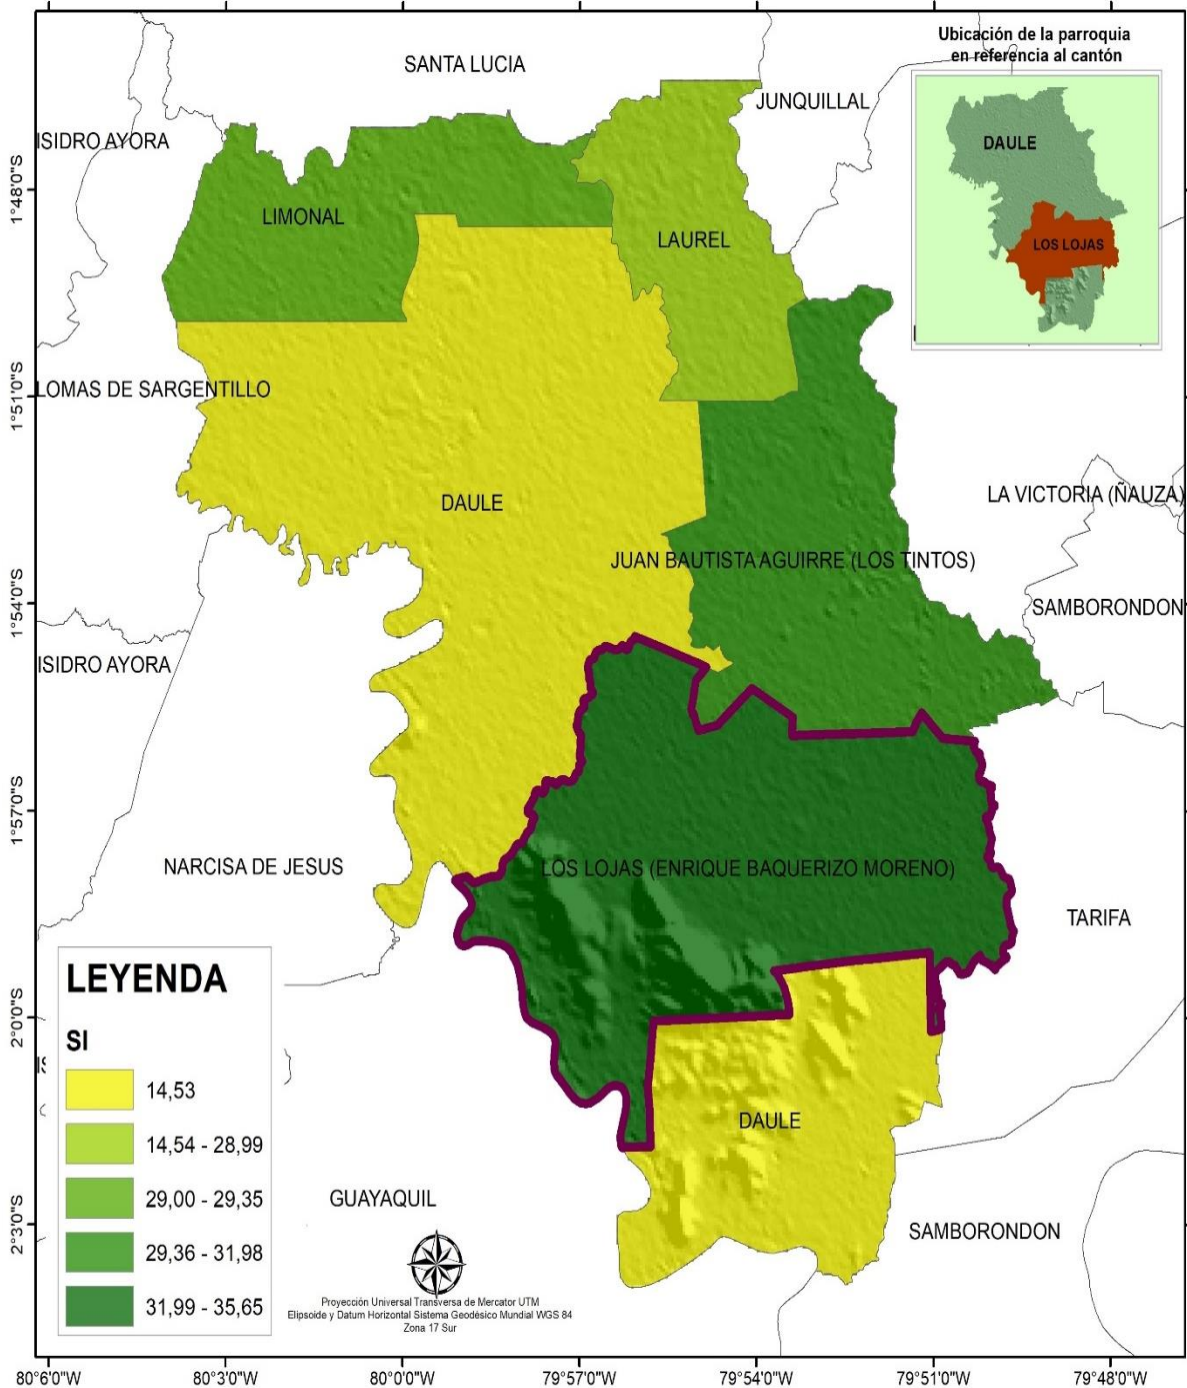 Ubicación de la parroquia
en referencia al cantón
DAULE
LOS LOJAS
SANTA LUCIA
JUNQUILLAL
ISIDRO AYORA
LIMONAL
LAUREL
LOMAS DE SARGENTILLO
DAULE
LA VICTORIA (ÑAUZA)
JUAN BAUTISTA AGUIRRE (LOS TINTOS)
SAMBORONDON
ISIDRO AYORA
NARCISA DE JESUS
LOS LOJAS (ENRIQUE BAQUERIZO MORENO)
TARIFA
DAULE
GUAYAQUIL
SAMBORONDON
LEYENDA
SI
14,53
14,54 - 28,99
29,00 - 29,35
29,36 - 31,98
31,99 - 35,65
Proyección Universal Transversa de Mercator UTM
Elipsoide y Datum Horizontal Sistema Geodésico Mundial WGS 84
Zona 17 Sur
1°48'0"S
1°51'0"S
1°54'0"S
1°57'0"S
2°0'0"S
2°3'0"S
80°6'0"W
80°3'0"W
80°0'0"W
79°57'0"W
79°54'0"W
79°51'0"W
79°48'0"W